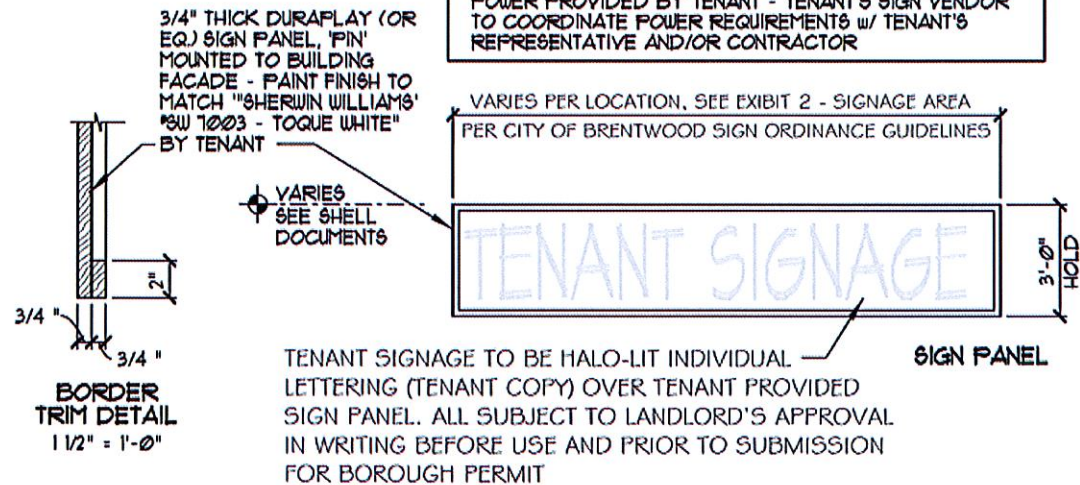 3/4" THICK DURAPLAY (OR
EQ.) SIGN PANEL, 'PIN'
MOUNTED TO BUILDING
FACADE - PAINT FINISH TO
MATCH "'SHERWIN WILLIAMS'
"SW 7003 - TOQUE WHITE"
BY TENANT
POWER PROVIDED BY TENANT - TENANT'S SIGN VENDOR
TO COORDINATE POWER REQUIREMENTS w/ TENANT'S
REPRESENTATIVE AND/OR CONTRACTOR
VARIES PER LOCATION, SEE EXIBIT 2 - SIGNAGE AREA
PER CITY OF BRENTWOOD SIGN ORDINANCE GUIDELINES
VARIES
SEE SHELL
DOCUMENTS
TENANT SIGNAGE
3'-0"
HOLD
2"
3/4 "
3/4 "
BORDER
TRIM DETAIL
1 1/2" = 1'-0"
SIGN PANEL
TENANT SIGNAGE TO BE HALO-LIT INDIVIDUAL
LETTERING (TENANT COPY) OVER TENANT PROVIDED
SIGN PANEL. ALL SUBJECT TO LANDLORD'S APPROVAL
IN WRITING BEFORE USE AND PRIOR TO SUBMISSION
FOR BOROUGH PERMIT